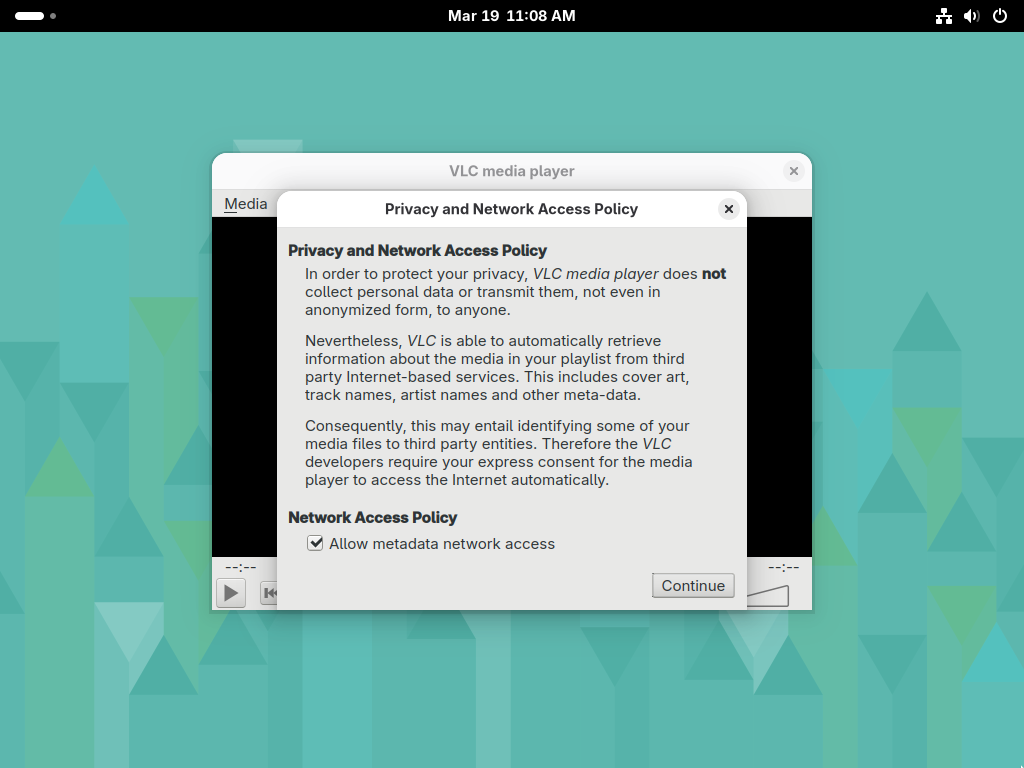 Mar 19 11:08 AM
VLC media player
Media
Privacy and Network Access Policy
Privacy and Network Access Policy
In order to protect your privacy, VLC media player does not
collect personal data or transmit them, not even in
anonymized form, to anyone.
Nevertheless, VLC is able to automatically retrieve
information about the media in your playlist from third
party Internet-based services. This includes cover art,
track names, artist names and other meta-data.
Consequently, this may entail identifying some of your
media files to third party entities. Therefore the VLC
developers require your express consent for the media
player to access the Internet automatically.
Network Access Policy
Allow metadata network access
--:-- --:--
Continue